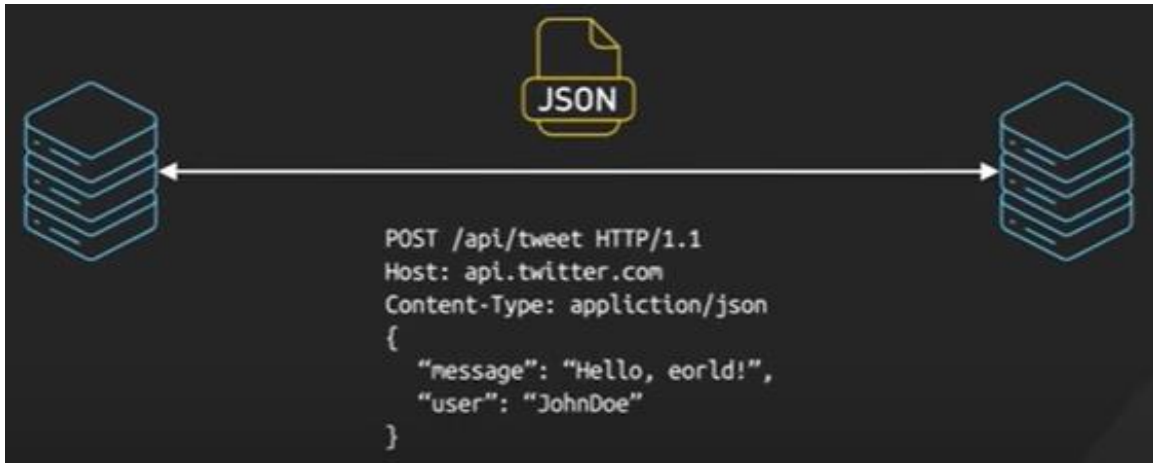 JSON
POST /api/tweet HTTP/1.1
Host: api.twitter.com
Content-Type: appliction/json
{
“message”: “Hello, eorld!”,
“user”: “JohnDoe”
}